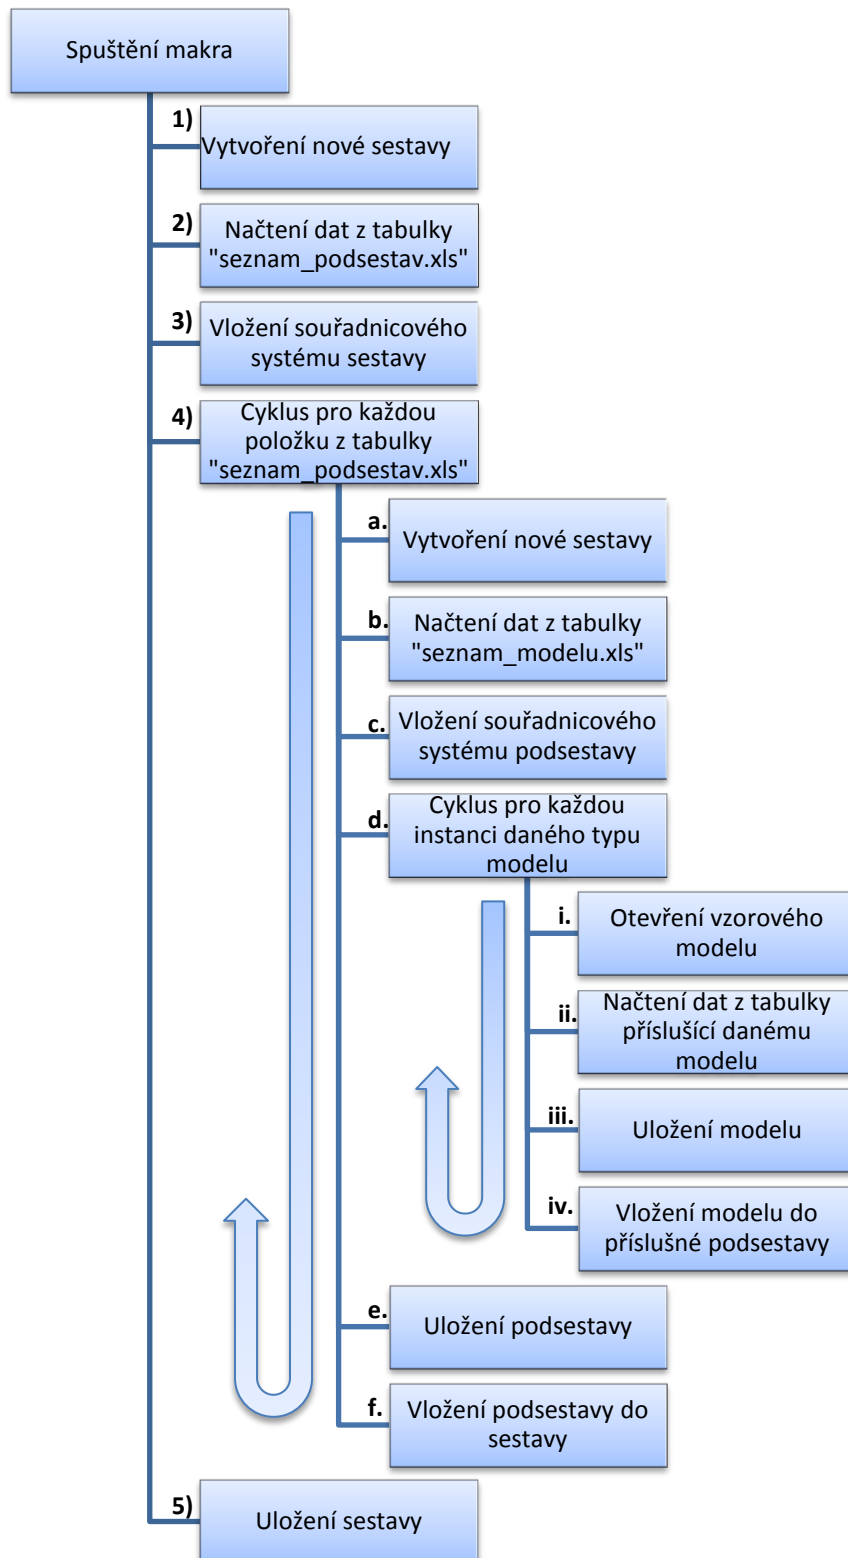 Spuštění makra
1)
Vytvoření nové sestavy
2)
Načtení dat z tabulky
"seznam_podsestav.xls"
3)
Vložení souřadnicového
systému sestavy
4)
Cyklus pro každou
položku z tabulky
"seznam_podsestav.xls"
a.
Vytvoření nové sestavy
b.
Načtení dat z tabulky
"seznam_modelu.xls"
c.
Vložení souřadnicového
systému podsestavy
d.
Cyklus pro každou
instanci daného typu
modelu
i.
Otevření vzorového
modelu
ii.
Načtení dat z tabulky
příslušící danému
modelu
iii.
Uložení modelu
iv.
Vložení modelu do
příslušné podsestavy
e.
Uložení podsestavy
f.
Vložení podsestavy do
sestavy
5)
Uložení sestavy